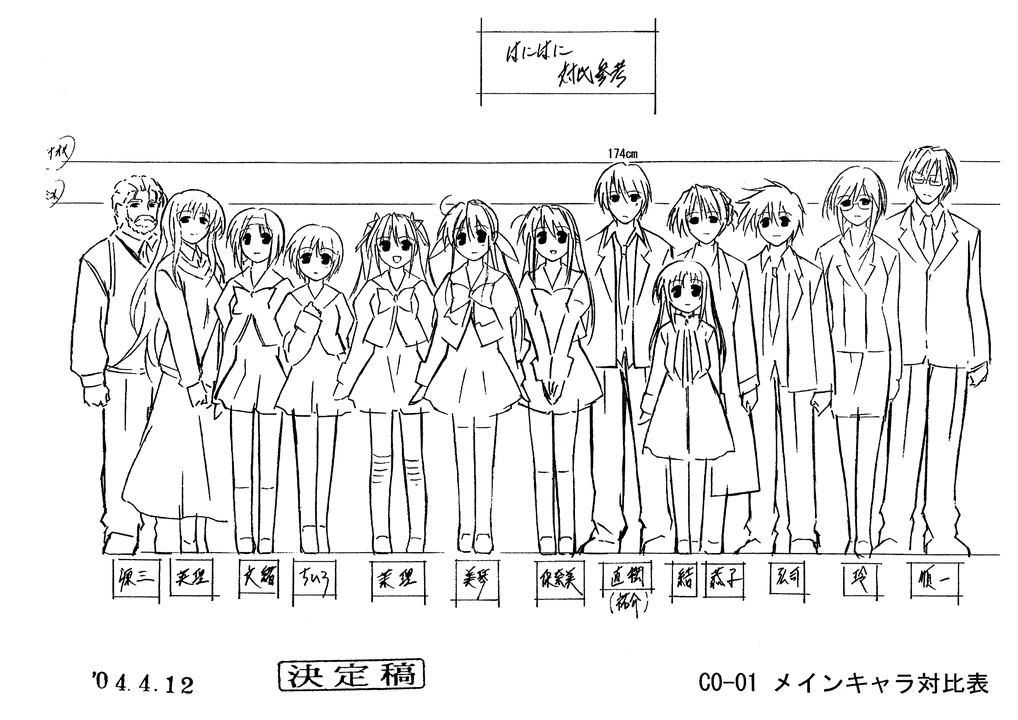 はにはに
対比参考
174cm
源三
英理
文緒
ちひろ
茉理
美琴
保奈美
直樹
(祐介)
結
恭子
弘司
玲
順一
'04.4.12
決定稿
CO-01 メインキャラ対比表